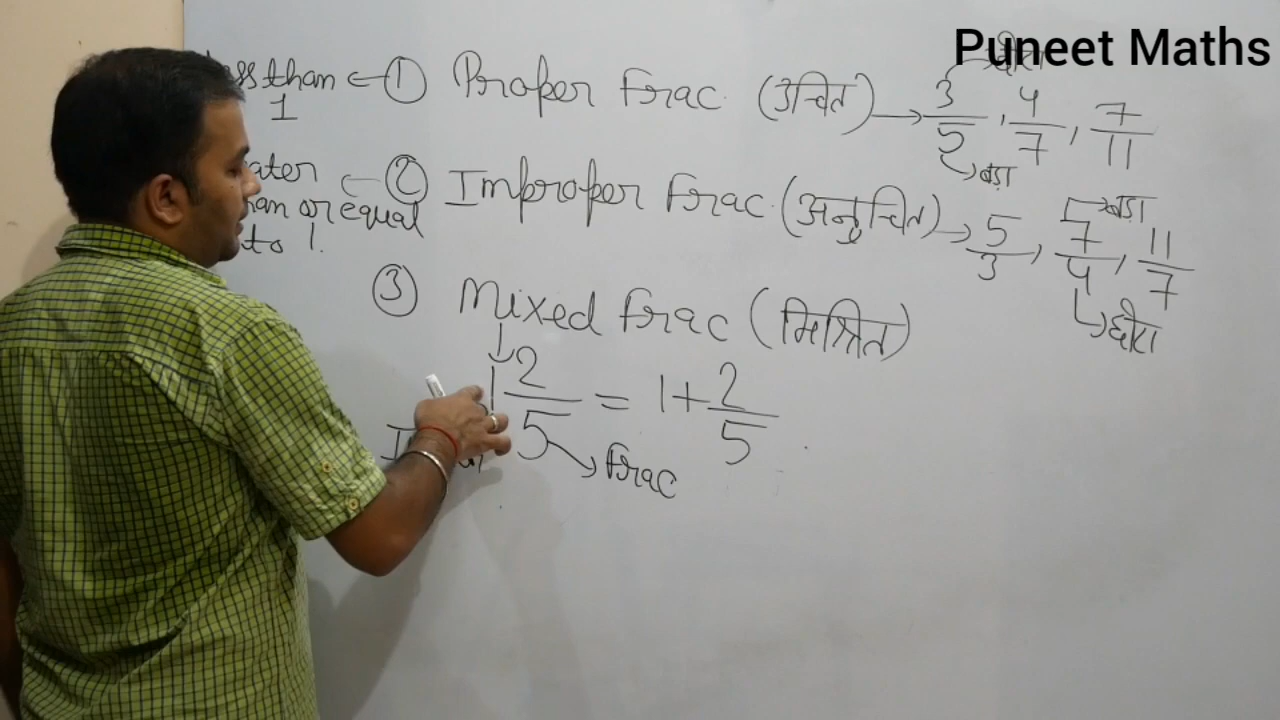 Puneet Maths
than
1
① Proper Frac. (उचित) → 3/5, 4/7, 7/11
छोटा
बड़ा
② Improper Frac. (अनुचित) → 5/3, 7/4, 11/7
than or equal
to 1.
बड़ा
छोटा
③ Mixed Frac (मिश्रित)
1 2/5 = 1 + 2/5
Frac